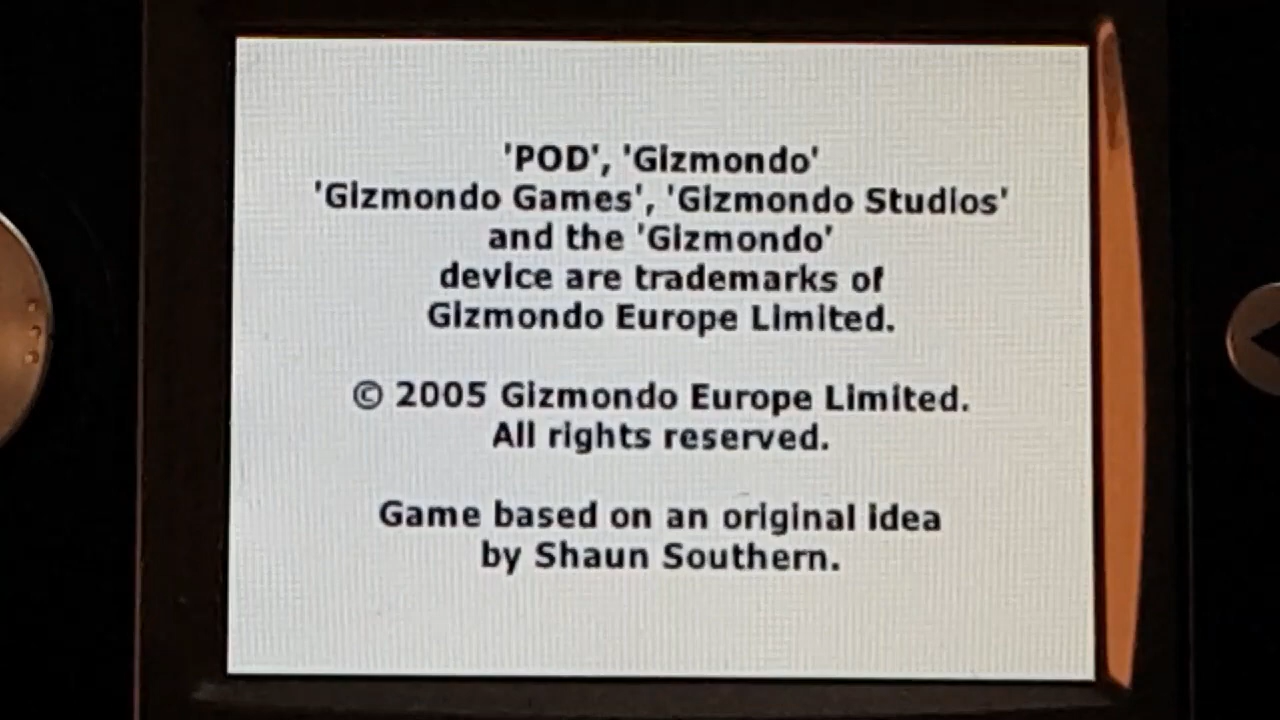 'POD', 'Gizmondo'
'Gizmondo Games', 'Gizmondo Studios'
and the 'Gizmondo'
device are trademarks of
Gizmondo Europe Limited.
© 2005 Gizmondo Europe Limited.
All rights reserved.
Game based on an original idea
by Shaun Southern.